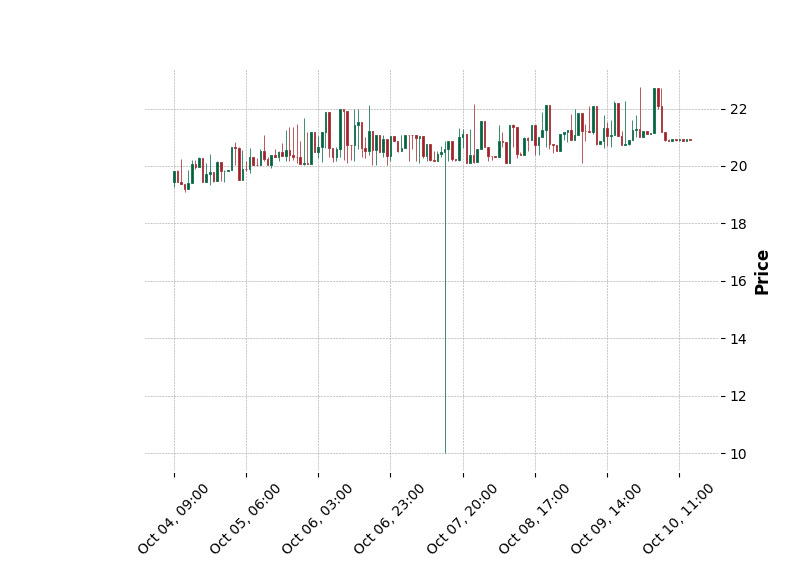 22
20
18
16
14
12
10
Price
Oct 04, 09:00
Oct 05, 06:00
Oct 06, 03:00
Oct 06, 23:00
Oct 07, 20:00
Oct 08, 17:00
Oct 09, 14:00
Oct 10, 11:00